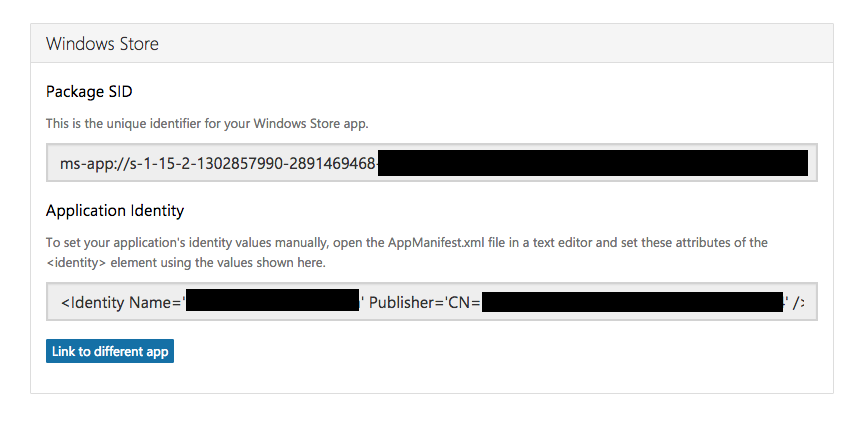 Windows Store
Package SID
This is the unique identifier for your Windows Store app.
ms-app://s-1-15-2-1302857990-2891469468-
Application Identity
To set your application's identity values manually, open the AppManifest.xml file in a text editor and set these attributes of the
<identity> element using the values shown here.
<Identity Name=' ' Publisher='CN= ' />
Link to different app